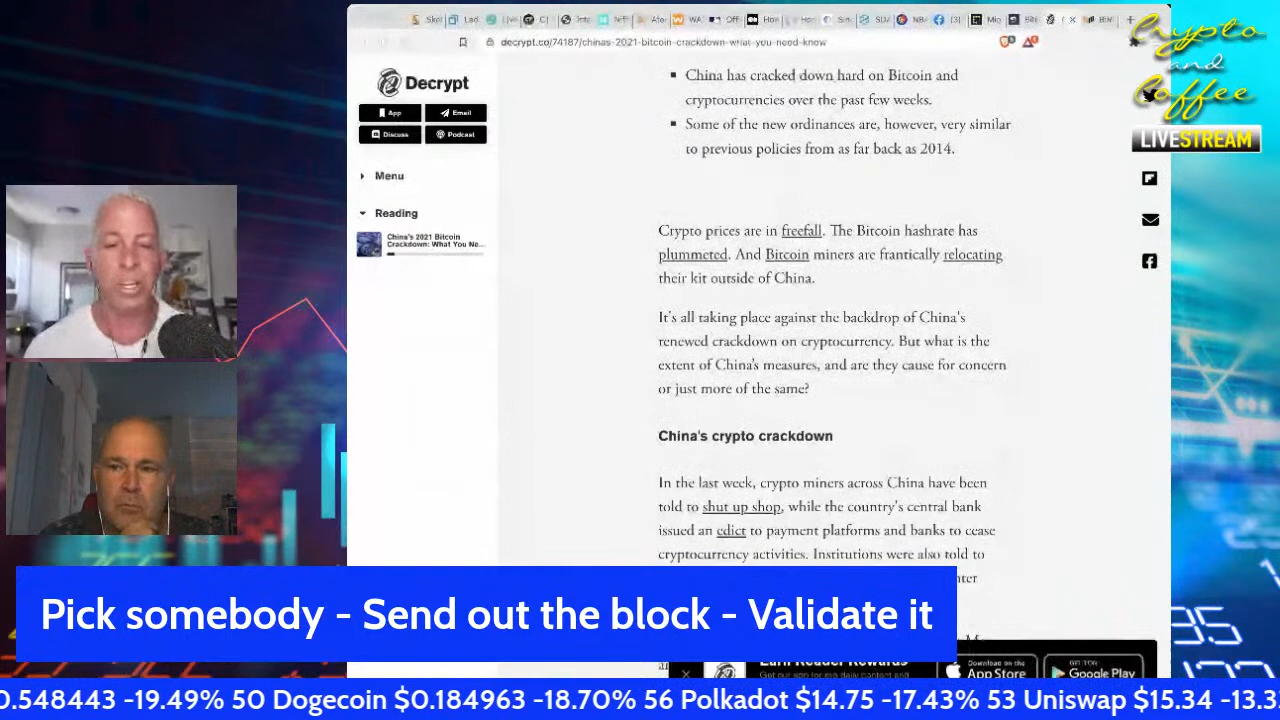 decrypt.co/74187/chinas-2021-bitcoin-crackdown-what-you-need-know
Crypto
and
Coffee
LIVESTREAM
Decrypt
App
Email
Discuss
Podcast
Menu
Reading
China's 2021 Bitcoin
Crackdown: What You Ne...
China has cracked down hard on Bitcoin and
cryptocurrencies over the past few weeks.
Some of the new ordinances are, however, very similar
to previous policies from as far back as 2014.
Crypto prices are in freefall. The Bitcoin hashrate has
plummeted. And Bitcoin miners are frantically relocating
their kit outside of China.
It's all taking place against the backdrop of China's
renewed crackdown on cryptocurrency. But what is the
extent of China's measures, and are they cause for concern
or just more of the same?
China's crypto crackdown
In the last week, crypto miners across China have been
told to shut up shop, while the country's central bank
issued an edict to payment platforms and banks to cease
cryptocurrency activities. Institutions were also told to
Pick somebody - Send out the block - Validate it
Earn Reader Rewards
Download on the
App Store
GET IT ON
Google Play
0.548443 -19.49% 50 Dogecoin $0.184963 -18.70% 56 Polkadot $14.75 -17.43% 53 Uniswap $15.34 -13.3